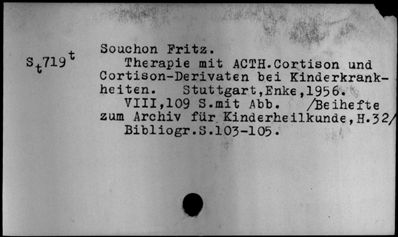 Souchon Fritz.
S_t719^t Therapie mit ACTH.Cortison und
Cortison-Derivaten bei Kinderkrank-
heiten. Stuttgart,Enke,1956.
VIII,109 S.mit Abb. /Beihefte
zum Archiv für Kinderheilkunde,H.32/
Bibliogr.S.103-105.